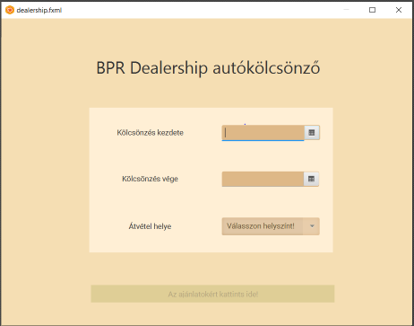 dealership.fxml
BPR Dealership autókölcsönző
Kölcsönzés kezdete
Kölcsönzés vége
Átvétel helye
Válasszon helyszínt!
Az ajánlatokért kattints ide!